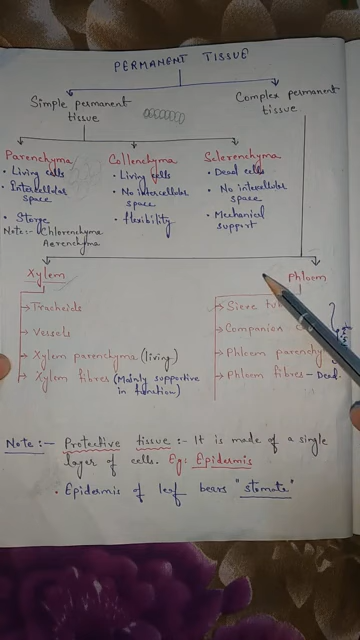 PERMANENT TISSUE
Simple permanent
tissue
Complex permanent
tissue
Parenchyma
• Living cells
• Intercellular
space
• Storge
Note:- Chlorenchyma
Aerenchyma
Collenchyma
• Living cells
• No intercellular
space
• flexibility
Sclerenchyma
• Dead cells
No intercellular
space
• Mechanical
support
Xylem
→ Tracheids
→ Vessels
→ Xylem parenchyma (living)
→ Xylem fibres (Mainly supportive
in function)
Phloem
→ Sieve
→ Companion
→ Phloem parenchy
→ Phloem fibres - Dead.
Note :- Protective tissue :- It is made of a single
layer of cells. Eg: Epidermis
• Epidermis of leaf bears "stomata"